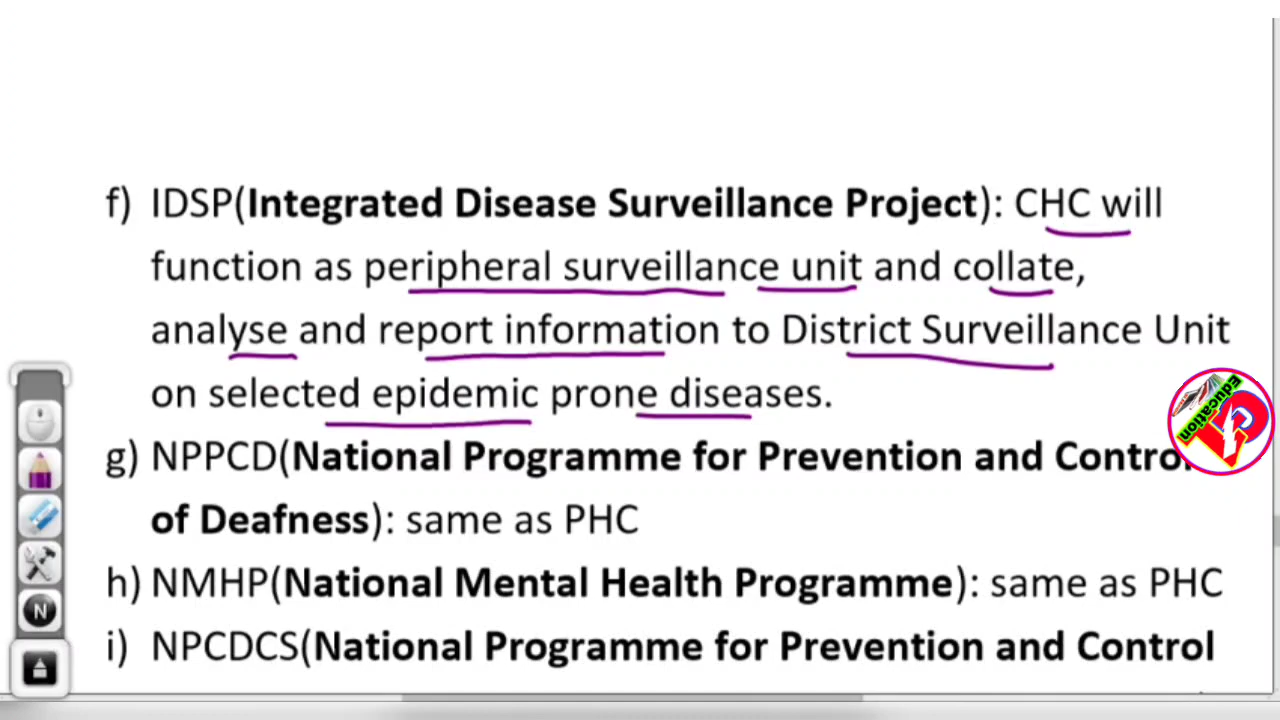 f) IDSP(Integrated Disease Surveillance Project): CHC will
function as peripheral surveillance unit and collate,
analyse and report information to District Surveillance Unit
on selected epidemic prone diseases.
g) NPPCD(National Programme for Prevention and Control
of Deafness): same as PHC
h) NMHP(National Mental Health Programme): same as PHC
i) NPCDCS(National Programme for Prevention and Control
Education
N